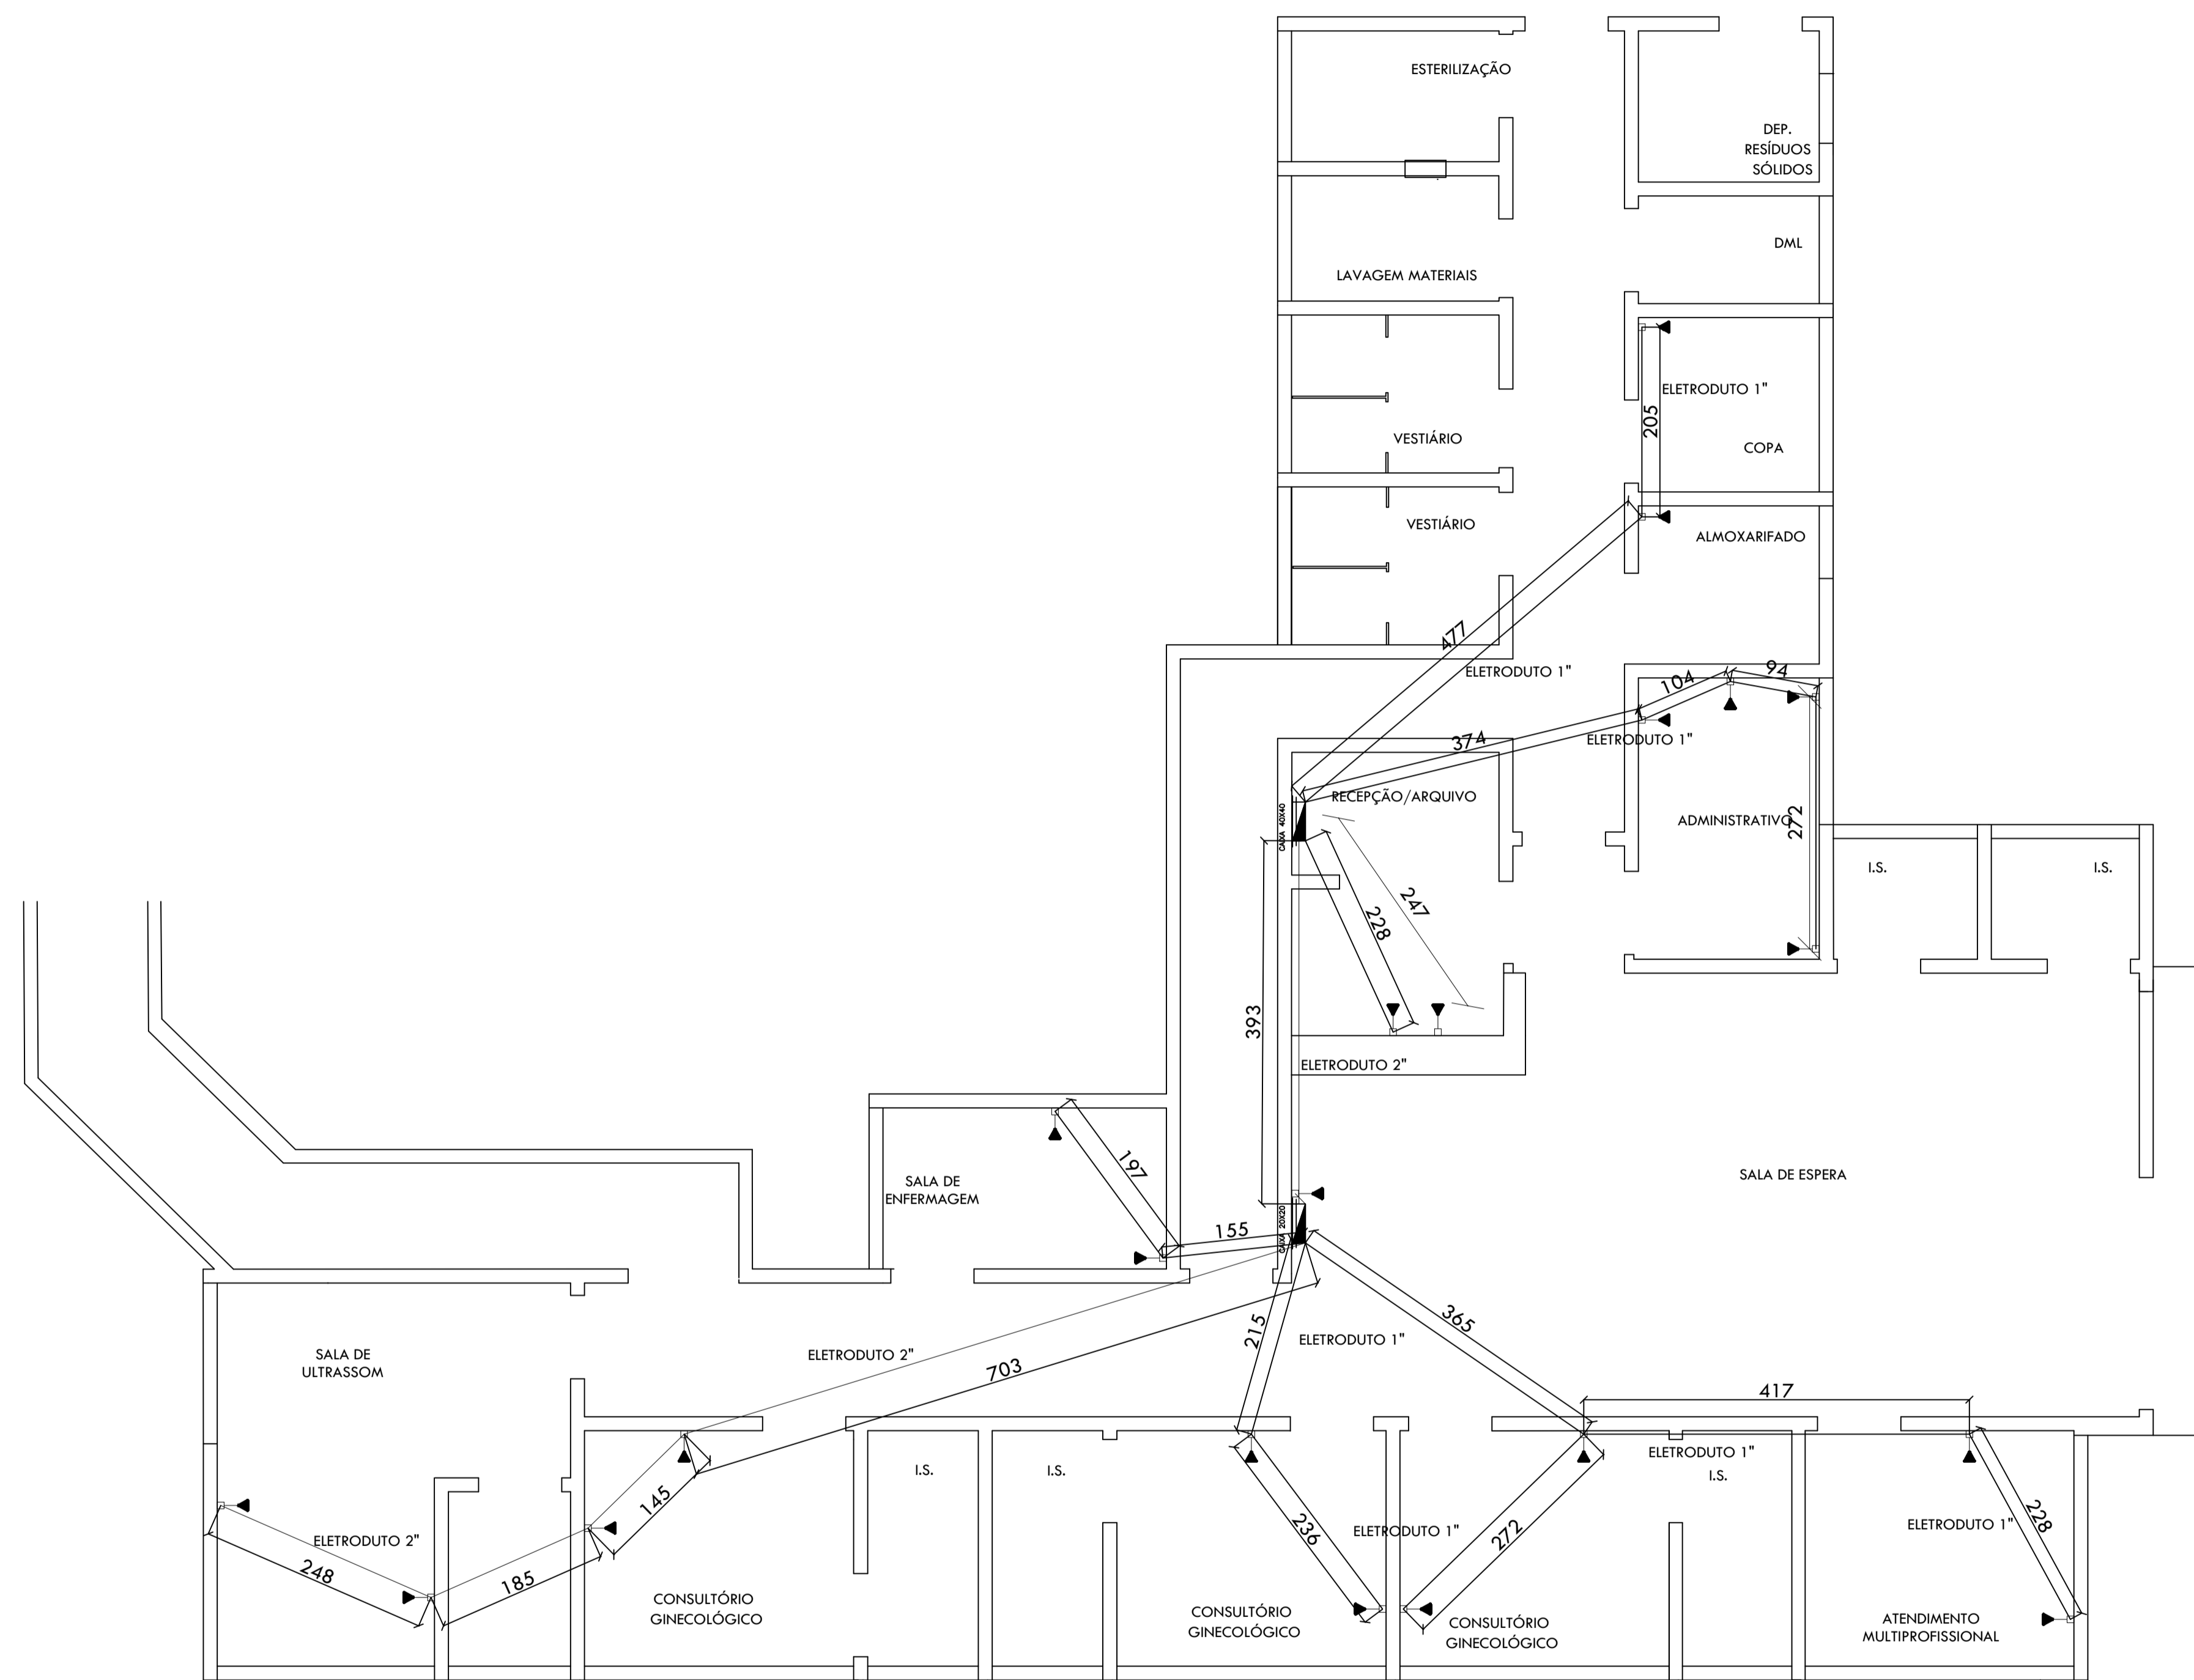 ESTERILIZAÇÃO
DEP.
RESÍDUOS
SÓLIDOS
DML
LAVAGEM MATERIAIS
ELETRODUTO 1"
205
VESTIÁRIO
COPA
VESTIÁRIO
ALMOXARIFADO
477
ELETRODUTO 1"
104
94
374
ELETRODUTO 1"
RECEPÇÃO/ARQUIVO
CAIXA 40X40
ADMINISTRATIVO
272
I.S.
I.S.
247
228
393
ELETRODUTO 2"
197
SALA DE
ENFERMAGEM
SALA DE ESPERA
155
CAIXA 20X20
365
215
ELETRODUTO 1"
SALA DE
ULTRASSOM
ELETRODUTO 2"
703
417
I.S.
I.S.
ELETRODUTO 1"
I.S.
145
236
ELETRODUTO 1"
272
ELETRODUTO 1"
228
ELETRODUTO 2"
248
185
CONSULTÓRIO
GINECOLÓGICO
CONSULTÓRIO
GINECOLÓGICO
CONSULTÓRIO
GINECOLÓGICO
ATENDIMENTO
MULTIPROFISSIONAL